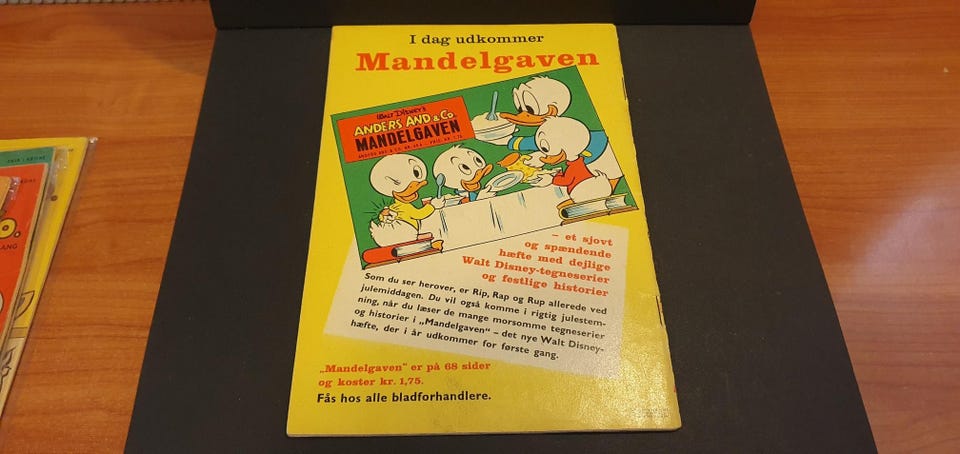 I dag udkommer
Mandelgaven
WALT DISNEY'S
ANDERS AND & Co.
MANDELGAVEN
– et sjovt
og spændende
hæfte med dejlige
Walt Disney-tegneserier
og festlige historier
Som du ser herover, er Rip, Rap og Rup allerede ved
julemiddagen. Du vil også komme i rigtig julestem-
ning, når du læser de mange morsomme tegneserier
og historier i „Mandelgaven“ – det nye Walt Disney-
hæfte, der i år udkommer for første gang.
„Mandelgaven“ er på 68 sider
og koster kr. 1,75.
Fås hos alle bladforhandlere.